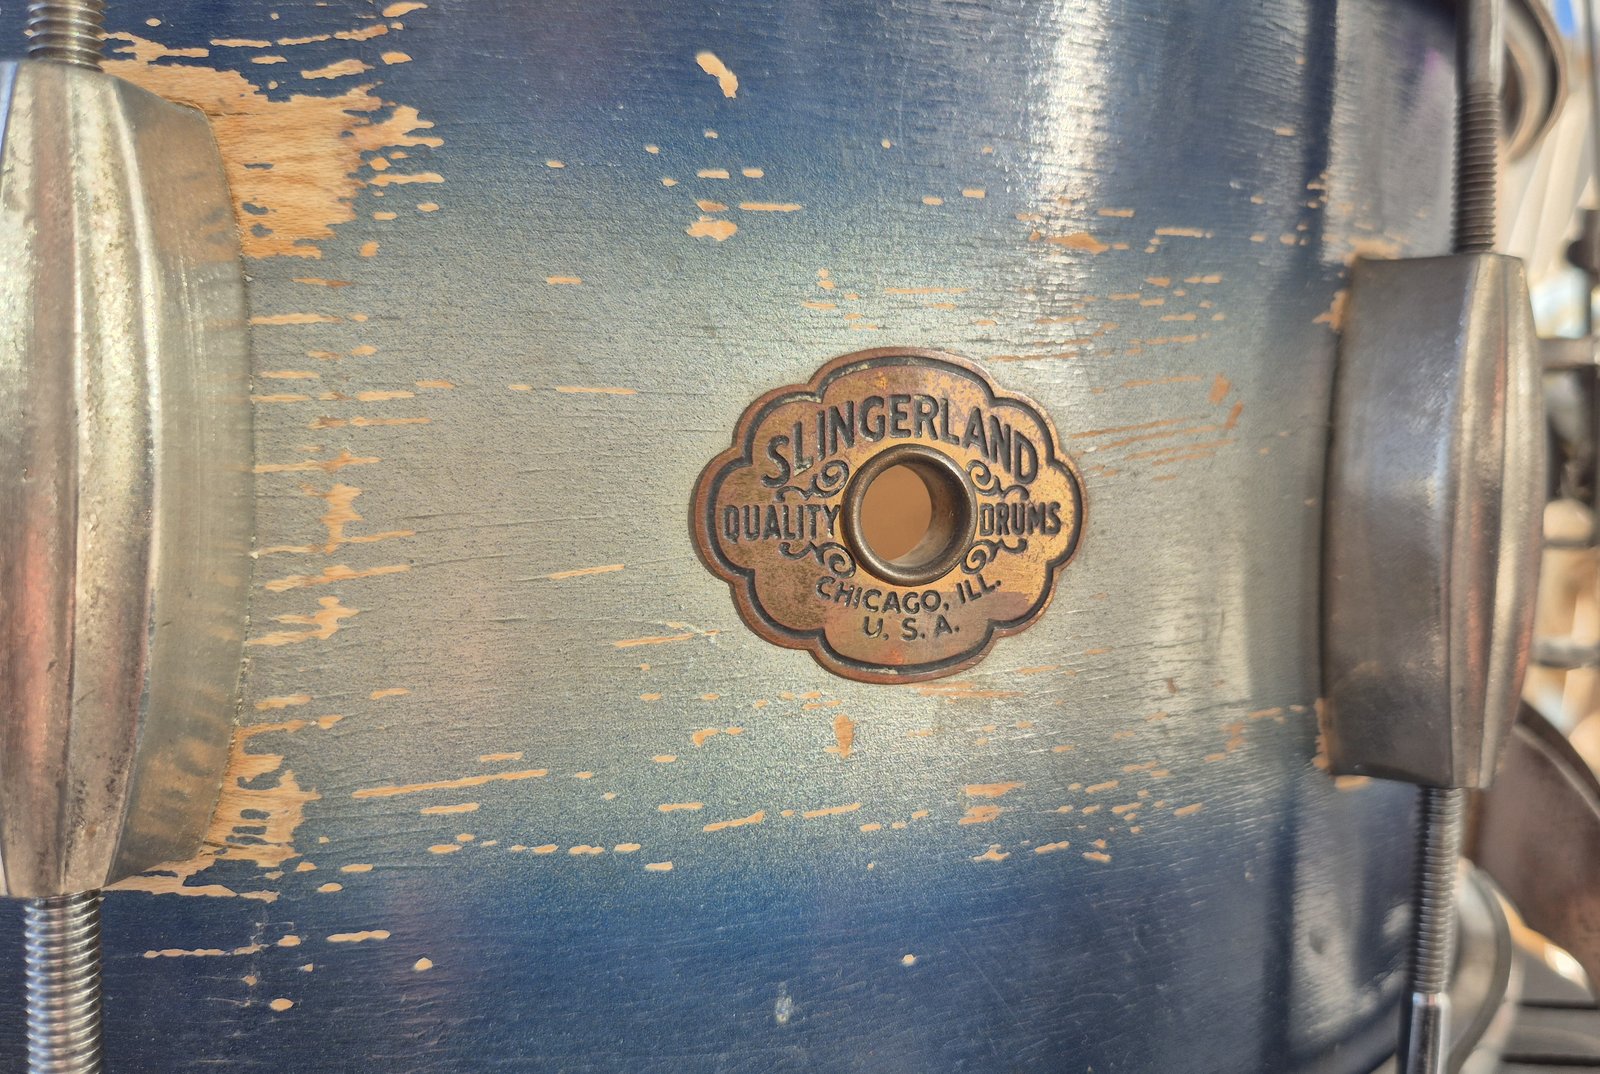 SLINGERLAND
QUALITY DRUMS
CHICAGO, ILL.
U. S. A.